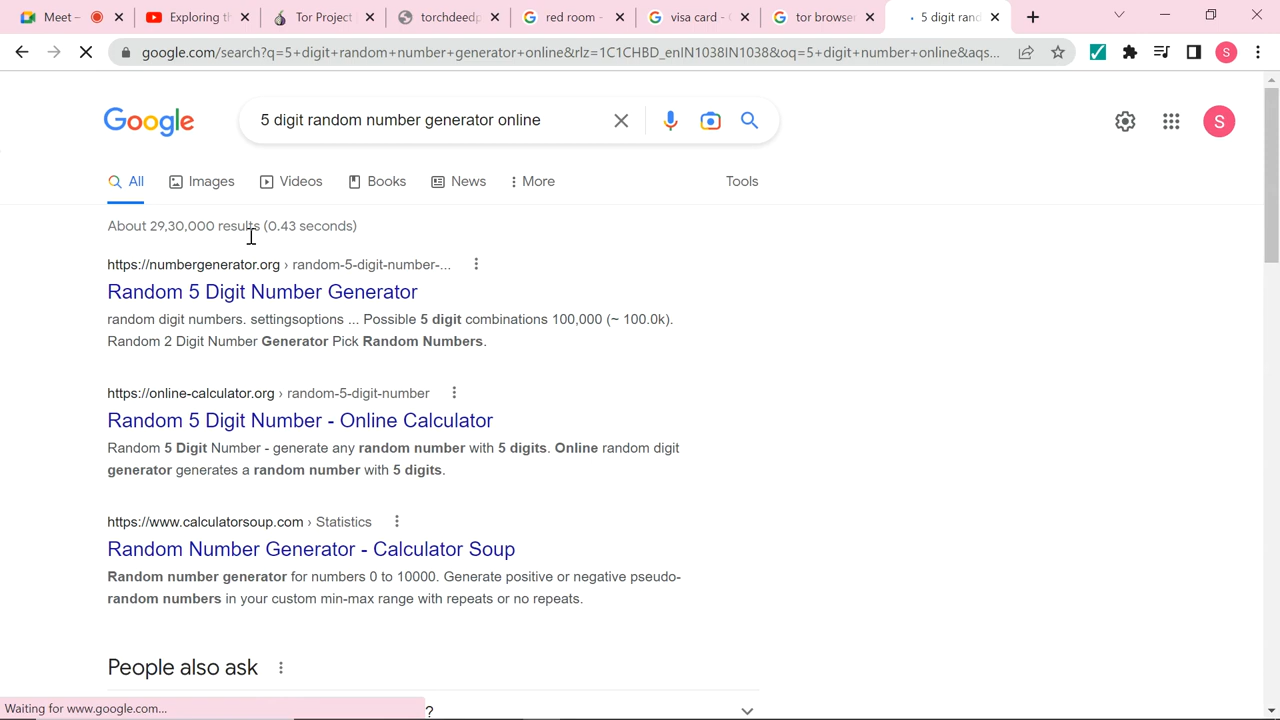 Meet –
Exploring th
Tor Project
torchdeedp
red room -
visa card -
tor browser
5 digit rand
google.com/search?q=5+digit+random+number+generator+online&rlz=1C1CHBD_enIN1038IN1038&oq=5+digit+number+online&aqs...
S
Google
5 digit random number generator online
S
All
Images
Videos
Books
News
More
Tools
About 29,30,000 results (0.43 seconds)
https://numbergenerator.org › random-5-digit-number-...
Random 5 Digit Number Generator
random digit numbers. settingsoptions ... Possible 5 digit combinations 100,000 (~ 100.0k).
Random 2 Digit Number Generator Pick Random Numbers.
https://online-calculator.org › random-5-digit-number
Random 5 Digit Number - Online Calculator
Random 5 Digit Number - generate any random number with 5 digits. Online random digit
generator generates a random number with 5 digits.
https://www.calculatorsoup.com › Statistics
Random Number Generator - Calculator Soup
Random number generator for numbers 0 to 10000. Generate positive or negative pseudo-
random numbers in your custom min-max range with repeats or no repeats.
People also ask
Waiting for www.google.com...
?